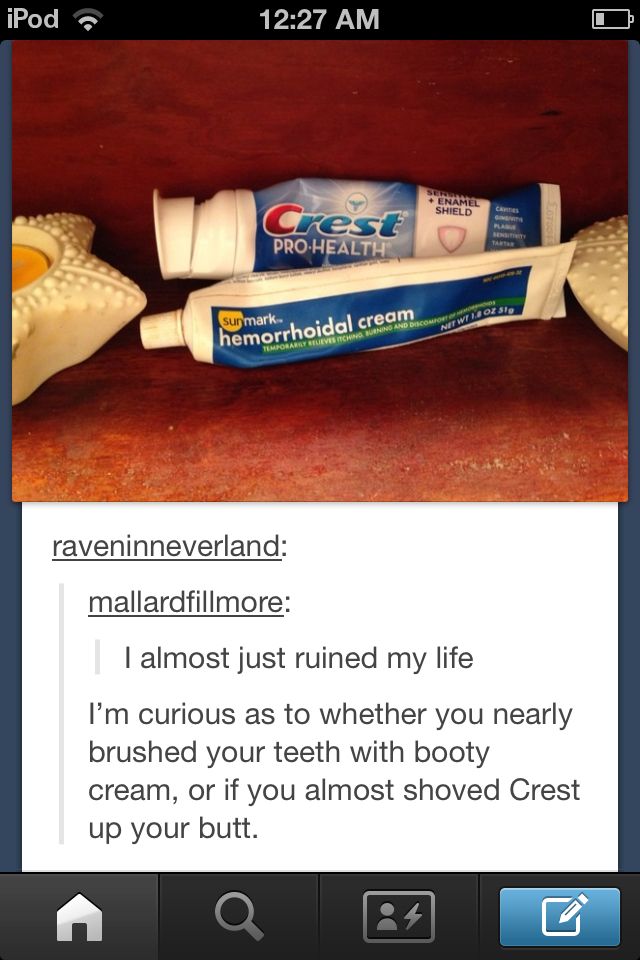 iPod
12:27 AM
Crest
PRO-HEALTH
+ ENAMEL
SHIELD
CAVITIES
GINGIVITIS
PLAQUE
SENSITIVITY
TARTAR
sunmark
hemorrhoidal cream
TEMPORARILY RELIEVES ITCHING, BURNING AND DISCOMFORT OF HEMORRHOIDS
NET WT 1.8 OZ 51g
raveninneverland:
mallardfillmore:
I almost just ruined my life
I'm curious as to whether you nearly
brushed your teeth with booty
cream, or if you almost shoved Crest
up your butt.